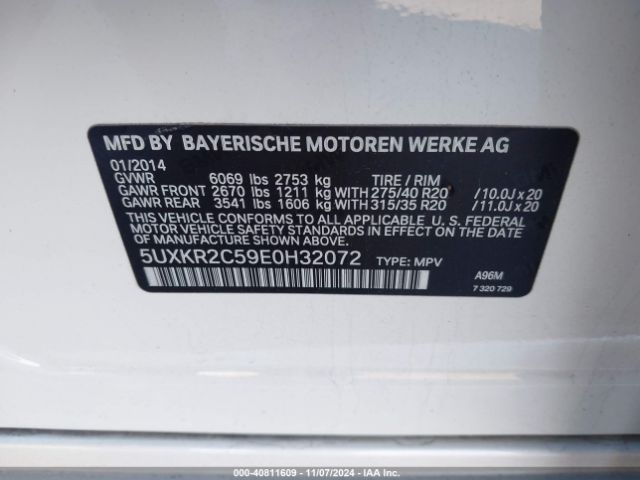 MFD BY BAYERISCHE MOTOREN WERKE AG
01/2014
GVWR 6069 lbs 2753 kg TIRE / RIM
GAWR FRONT 2670 lbs 1211 kg WITH 275/40 R20 /10.0J x 20
GAWR REAR 3541 lbs 1606 kg WITH 315/35 R20 /11.0J x 20
THIS VEHICLE CONFORMS TO ALL APPLICABLE U. S. FEDERAL
MOTOR VEHICLE SAFETY STANDARDS IN EFFECT ON THE DATE OF
MANUFACTURE SHOWN ABOVE.
5UXKR2C59E0H32072 TYPE: MPV
A96M
7 320 729
000-40811609 - 11/07/2024 - IAA Inc.